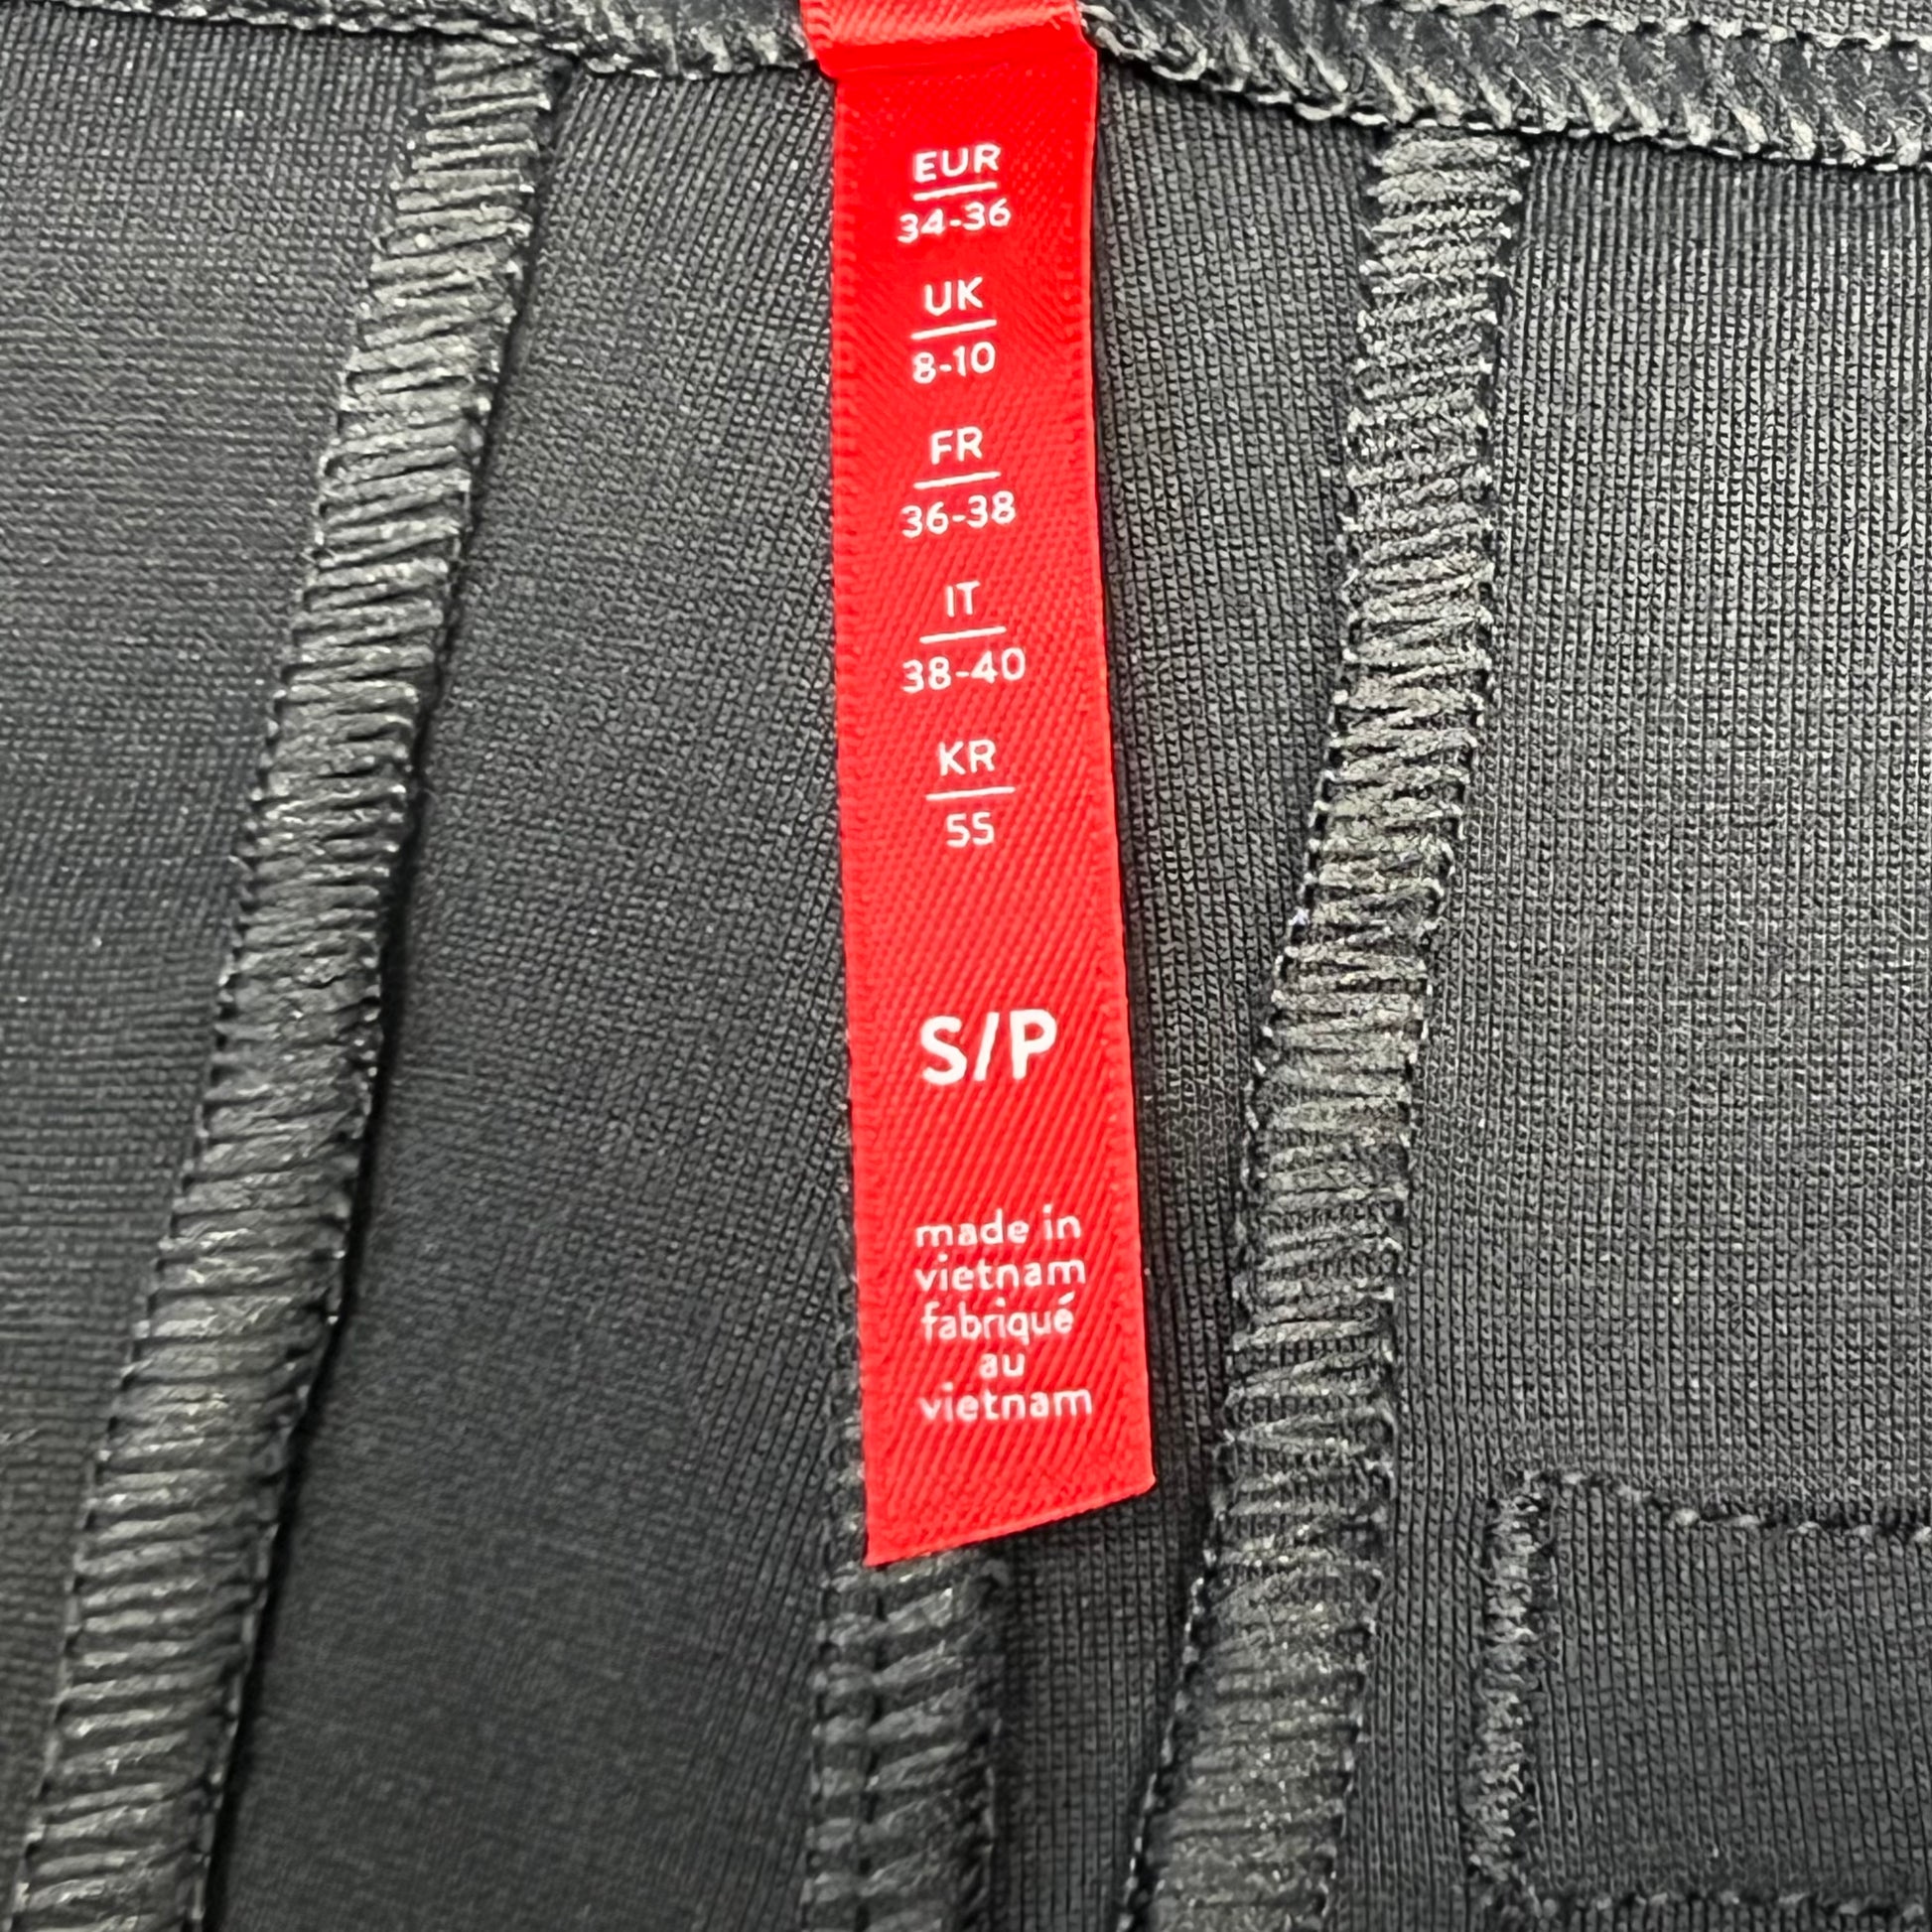 EUR
34-36
UK
8-10
FR
36-38
IT
38-40
KR
55
S/P
made in
vietnam
fabriqué
au
vietnam